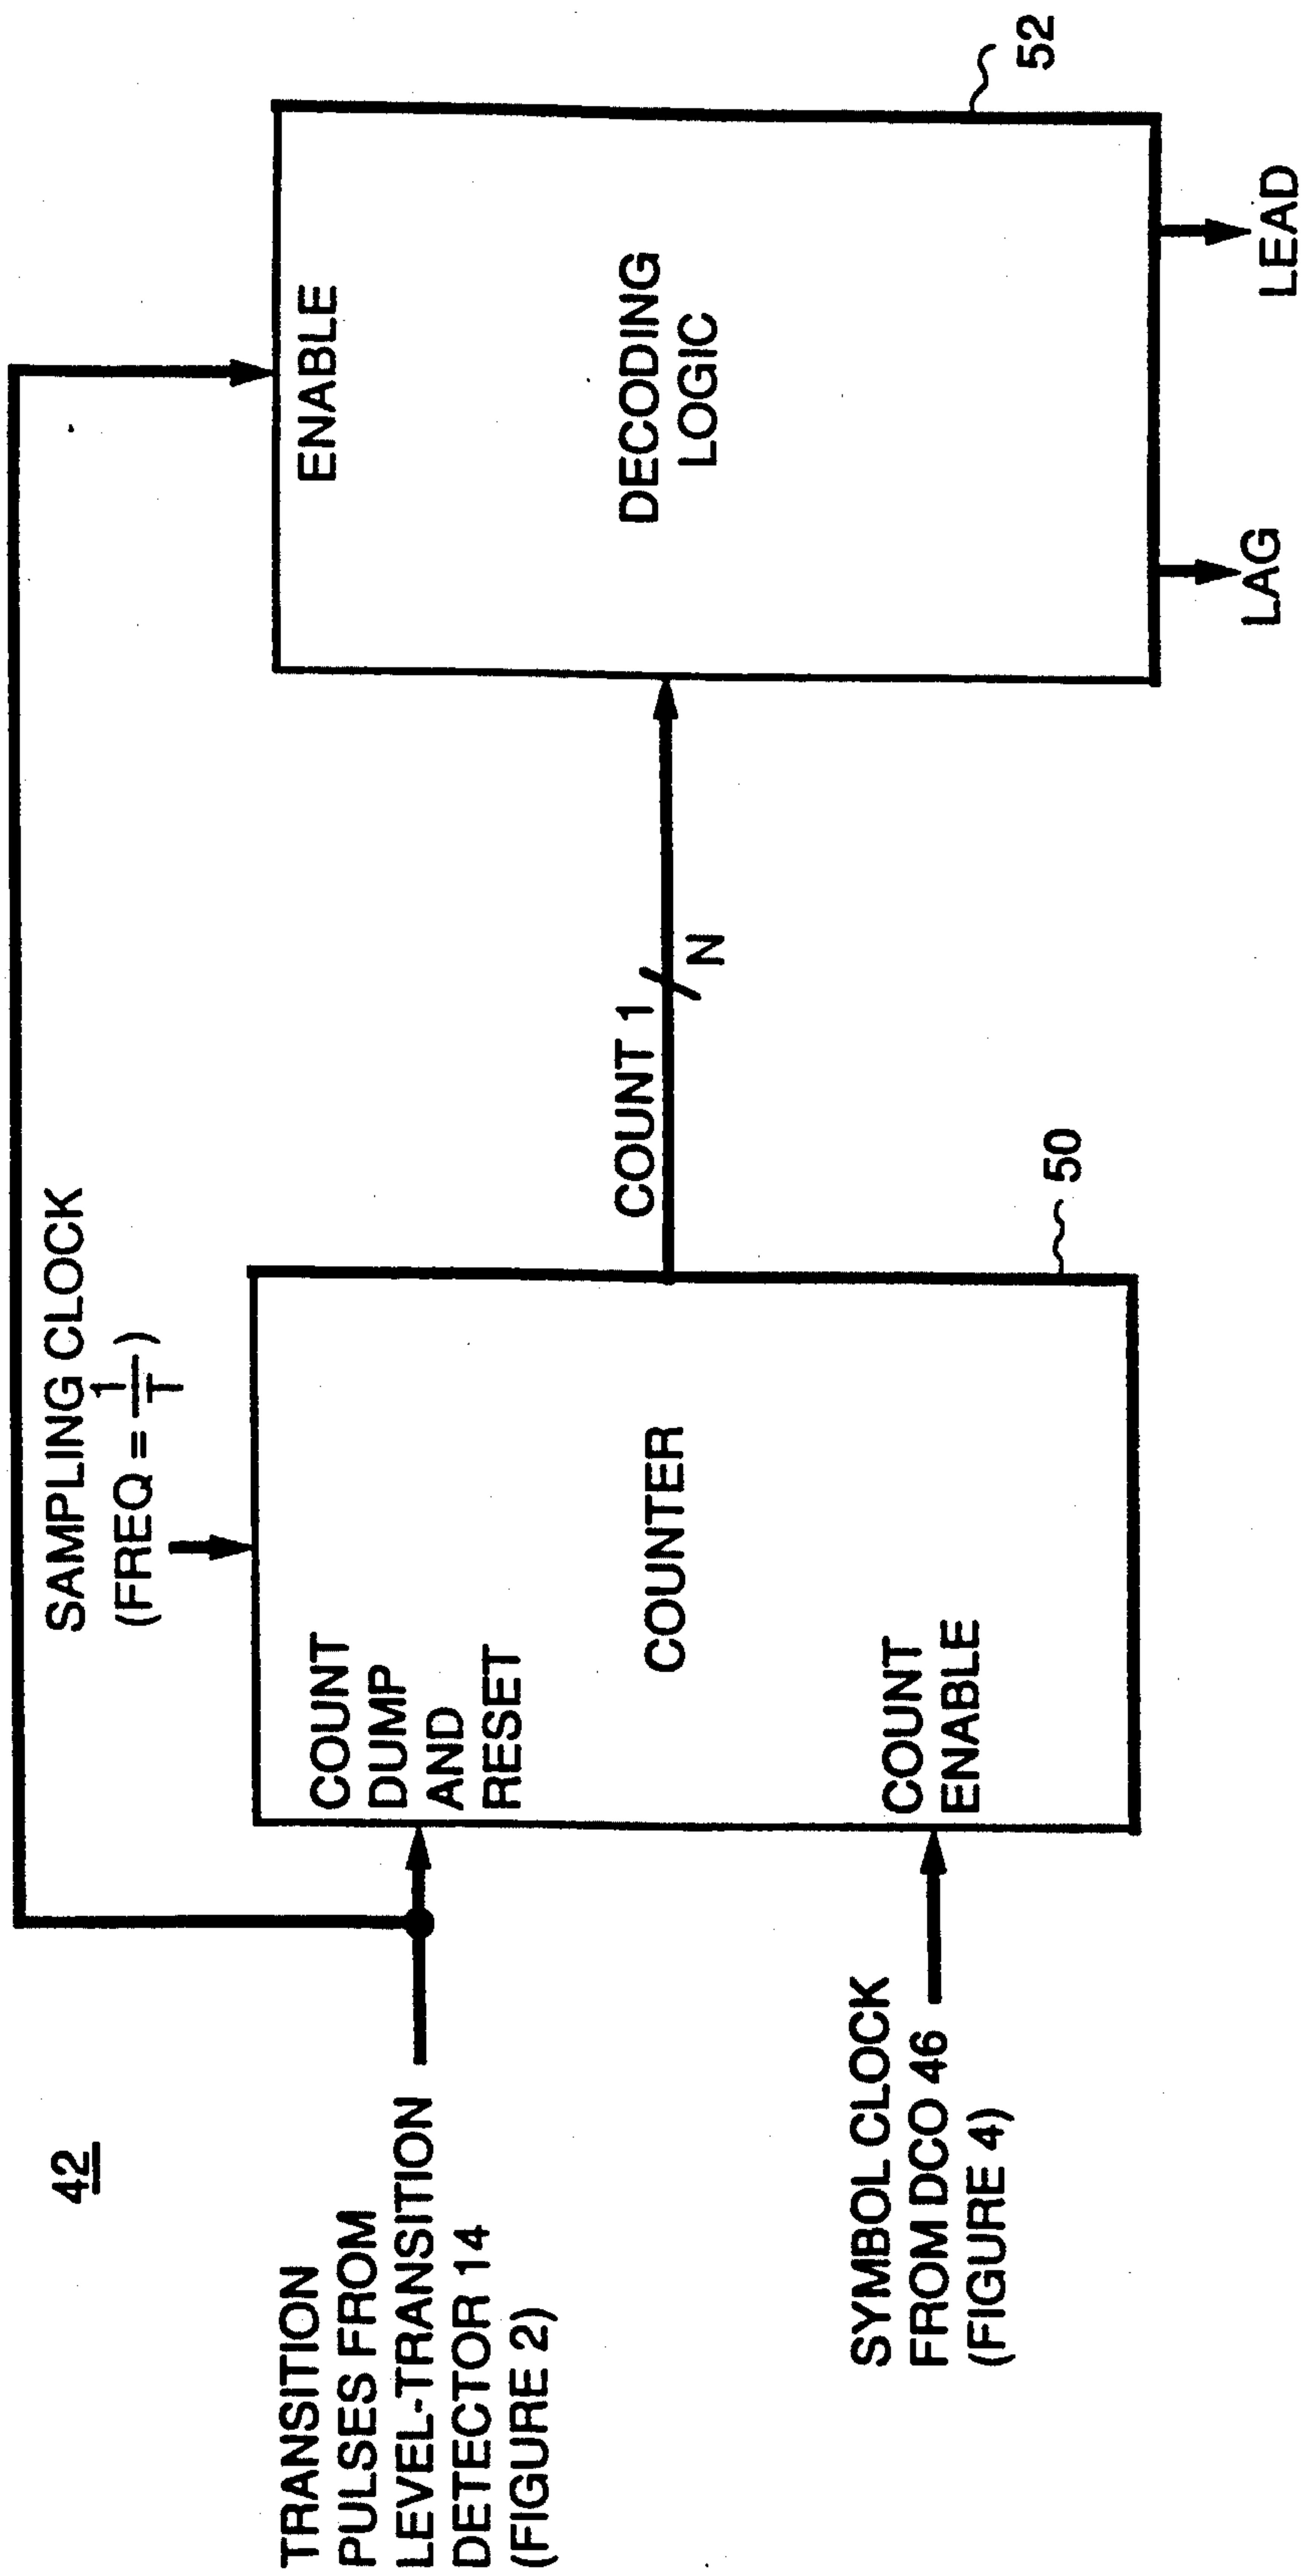 42
SAMPLING CLOCK
(FREQ = 1/T)
TRANSITION
PULSES FROM
LEVEL-TRANSITION
DETECTOR 14
(FIGURE 2)
COUNT
DUMP
AND
RESET
COUNTER
SYMBOL CLOCK
FROM DCO 46
(FIGURE 4)
COUNT
ENABLE
50
COUNT 1
N
ENABLE
DECODING
LOGIC
52
LAG
LEAD